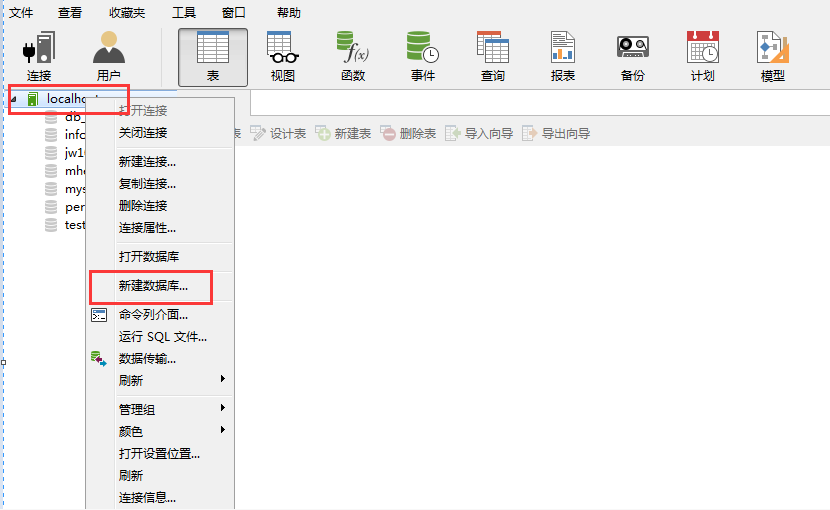 文件 查看 收藏夹 工具 窗口 帮助
连接 用户 表 视图 函数 事件 查询 报表 备份 计划 模型
localho
打开连接
db_
关闭连接
表 设计表 新建表 删除表 导入向导 导出向导
info
jw1
新建连接...
mh
复制连接...
mys
删除连接
per
test
连接属性...
打开数据库
新建数据库...
命令列介面...
运行 SQL 文件...
数据传输...
刷新
管理组
颜色
打开设置位置...
刷新
连接信息...